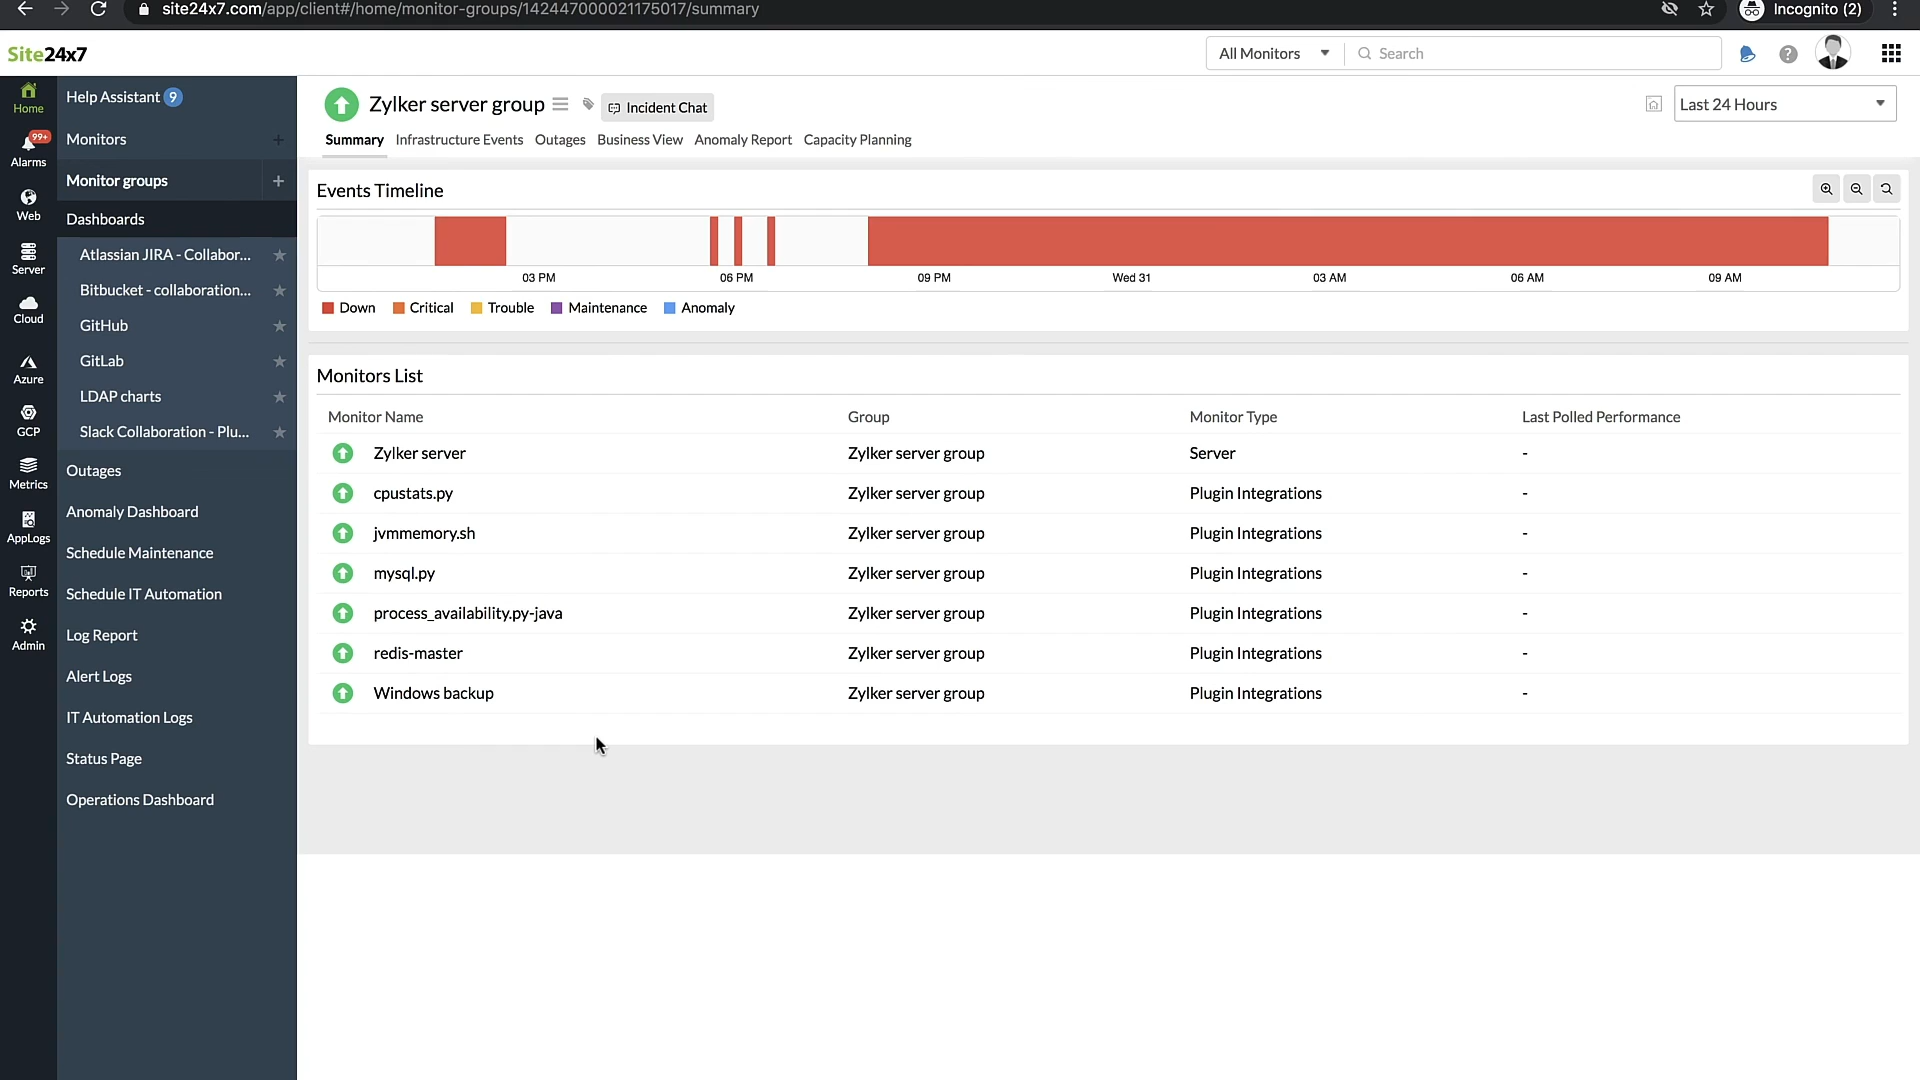 site24x7.com/app/client#/home/monitor-groups/142447000021175017/summary
Incognito (2)
Site24x7
All Monitors
Search
Home
99+
Alarms
Web
Server
Cloud
Azure
GCP
Metrics
AppLogs
Reports
Admin
Help Assistant 9
Monitors +
Monitor groups +
Dashboards
Atlassian JIRA - Collabor...
Bitbucket - collaboration...
GitHub
GitLab
LDAP charts
Slack Collaboration - Plu...
Outages
Anomaly Dashboard
Schedule Maintenance
Schedule IT Automation
Log Report
Alert Logs
IT Automation Logs
Status Page
Operations Dashboard
Zylker server group
Incident Chat
Last 24 Hours
Summary Infrastructure Events Outages Business View Anomaly Report Capacity Planning
Events Timeline
03 PM 06 PM 09 PM Wed 31 03 AM 06 AM 09 AM
Down Critical Trouble Maintenance Anomaly
Monitors List
Monitor Name Group Monitor Type Last Polled Performance
Zylker server Zylker server group Server -
cpustats.py Zylker server group Plugin Integrations -
jvmmemory.sh Zylker server group Plugin Integrations -
mysql.py Zylker server group Plugin Integrations -
process_availability.py-java Zylker server group Plugin Integrations -
redis-master Zylker server group Plugin Integrations -
Windows backup Zylker server group Plugin Integrations -